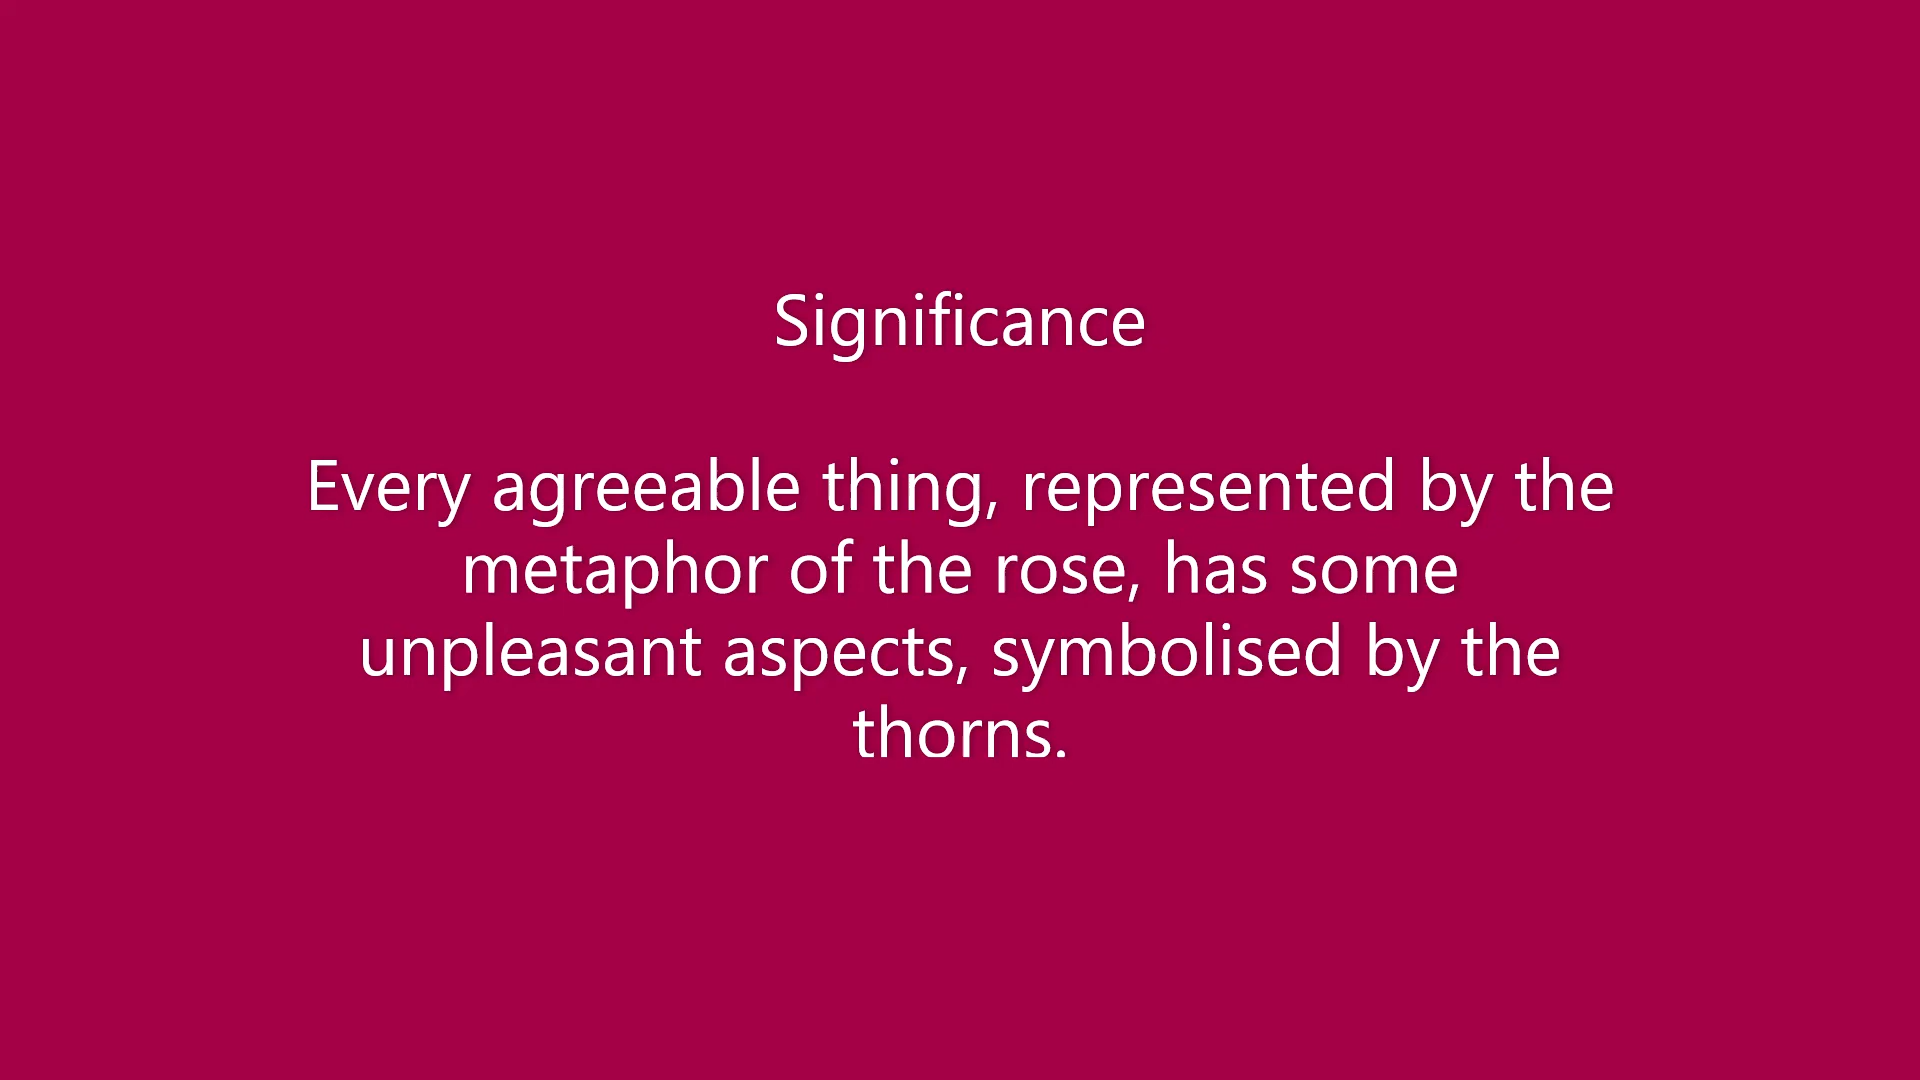 Significance
Every agreeable thing, represented by the
metaphor of the rose, has some
unpleasant aspects, symbolised by the
thorns.